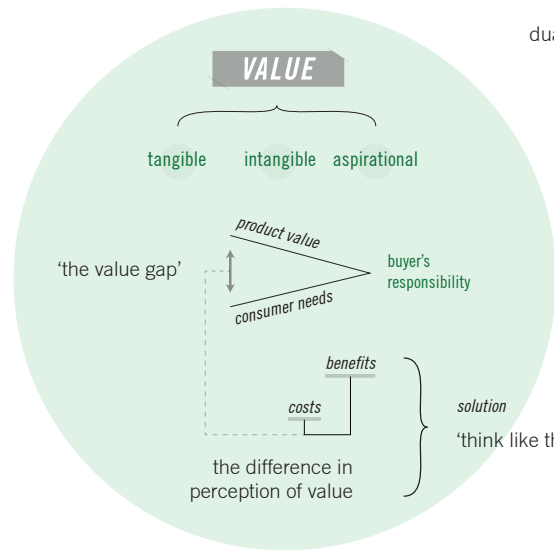 dua
VALUE
tangible intangible aspirational
product value
'the value gap'
buyer's
responsibility
consumer needs
benefits
costs
solution
'think like th
the difference in
perception of value